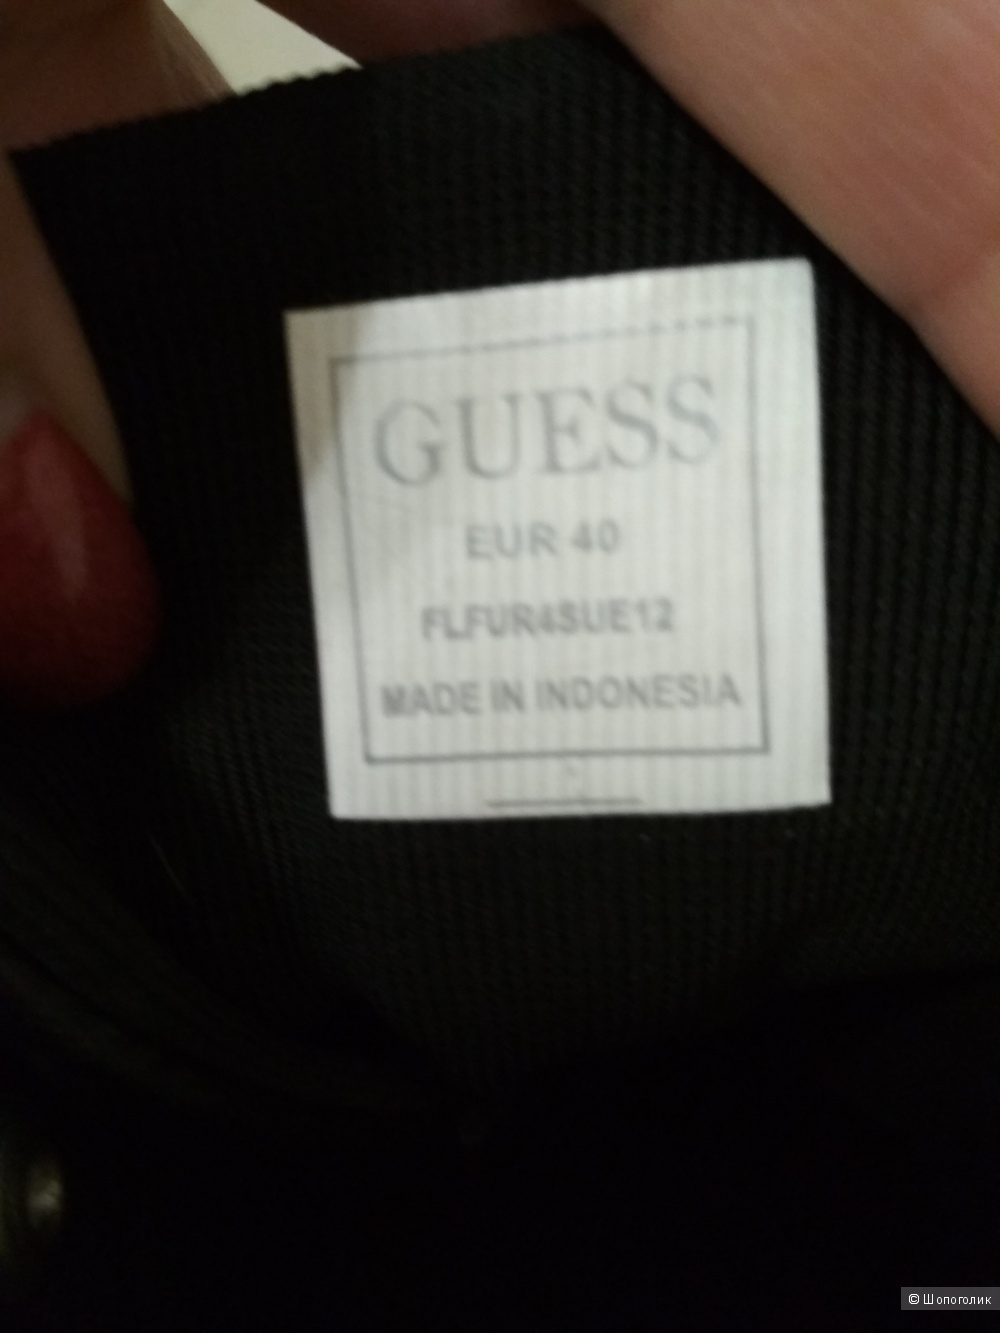 GUESS
EUR 40
FLFUR4SUE12
MADE IN INDONESIA
© Шопоголик